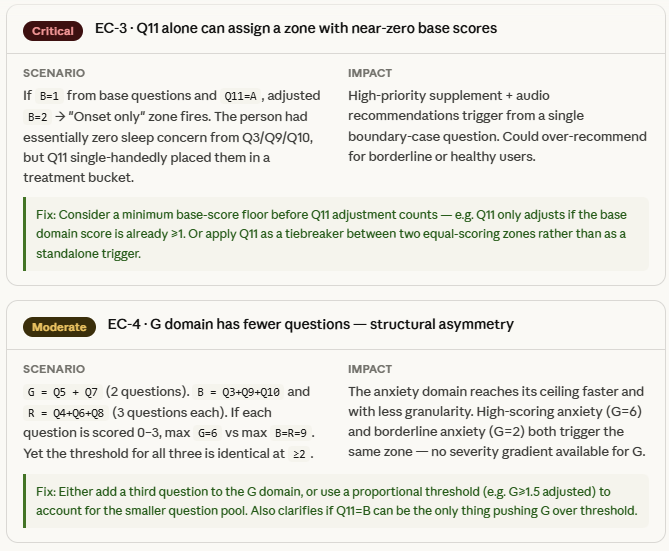 Critical EC-3 · Q11 alone can assign a zone with near-zero base scores
SCENARIO
If B=1 from base questions and Q11=A, adjusted
B=2 → "Onset only" zone fires. The person had
essentially zero sleep concern from Q3/Q9/Q10,
but Q11 single-handedly placed them in a
treatment bucket.
IMPACT
High-priority supplement + audio
recommendations trigger from a single
boundary-case question. Could over-recommend
for borderline or healthy users.
Fix: Consider a minimum base-score floor before Q11 adjustment counts — e.g. Q11 only adjusts if the base
domain score is already ≥1. Or apply Q11 as a tiebreaker between two equal-scoring zones rather than as a
standalone trigger.
Moderate EC-4 · G domain has fewer questions — structural asymmetry
SCENARIO
G = Q5 + Q7 (2 questions). B = Q3+Q9+Q10 and
R = Q4+Q6+Q8 (3 questions each). If each
question is scored 0–3, max G=6 vs max B=R=9.
Yet the threshold for all three is identical at ≥2.
IMPACT
The anxiety domain reaches its ceiling faster and
with less granularity. High-scoring anxiety (G=6)
and borderline anxiety (G=2) both trigger the
same zone — no severity gradient available for G.
Fix: Either add a third question to the G domain, or use a proportional threshold (e.g. G≥1.5 adjusted) to
account for the smaller question pool. Also clarifies if Q11=B can be the only thing pushing G over threshold.